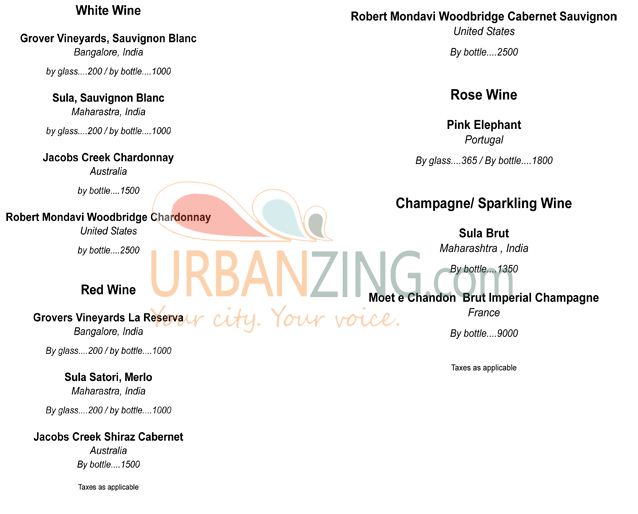 White Wine
Grover Vineyards, Sauvignon Blanc
Bangalore, India
by glass....200 / by bottle....1000
Sula, Sauvignon Blanc
Maharastra, India
by glass....200 / by bottle....1000
Jacobs Creek Chardonnay
Australia
by bottle....1500
Robert Mondavi Woodbridge Chardonnay
United States
by bottle....2500
Red Wine
Grovers Vineyards La Reserva
Bangalore, India
By glass....200 / by bottle....1000
Sula Satori, Merlo
Maharastra, India
By glass....200 / by bottle....1000
Jacobs Creek Shiraz Cabernet
Australia
By bottle....1500
Taxes as applicable
Robert Mondavi Woodbridge Cabernet Sauvignon
United States
By bottle....2500
Rose Wine
Pink Elephant
Portugal
By glass....365 / By bottle....1800
Champagne/ Sparkling Wine
Sula Brut
Maharashtra , India
By bottle....1350
Moet e Chandon Brut Imperial Champagne
France
By bottle....9000
Taxes as applicable
URBANZING.com
Your city. Your voice.